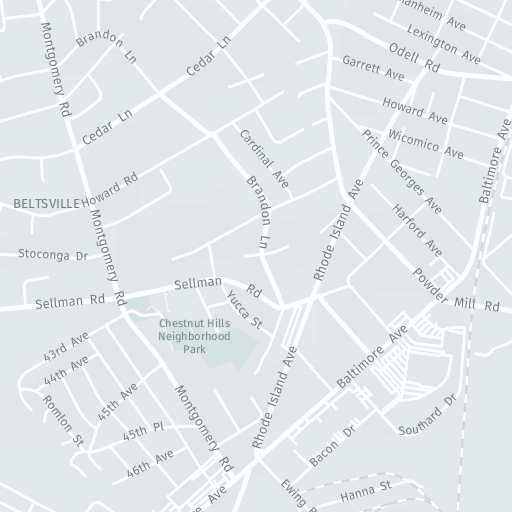 Manheim Ave
Lexington Ave
Odell Rd
Montgomery Rd
Brandon Ln
Cedar Ln
Garrett Ave
Howard Ave
Cedar Ln
Cardinal Ave
Prince Georges Ave
Wicomico Ave
Baltimore Ave
BELTSVILLE
Howard Rd
Montgomery Rd
Brandon Ln
Rhode Island Ave
Harford Ave
Stoconga Dr
Sellman Rd
Sellman Rd
Yucca St
Powder Mill Rd
Chestnut Hills
Neighborhood
Park
43rd Ave
44th Ave
45th Ave
Romlon St
45th Pl
46th Ave
Montgomery Rd
Rhode Island Ave
Baltimore Ave
Bacon Dr
Southard Dr
Hanna St
Ewing
Ave